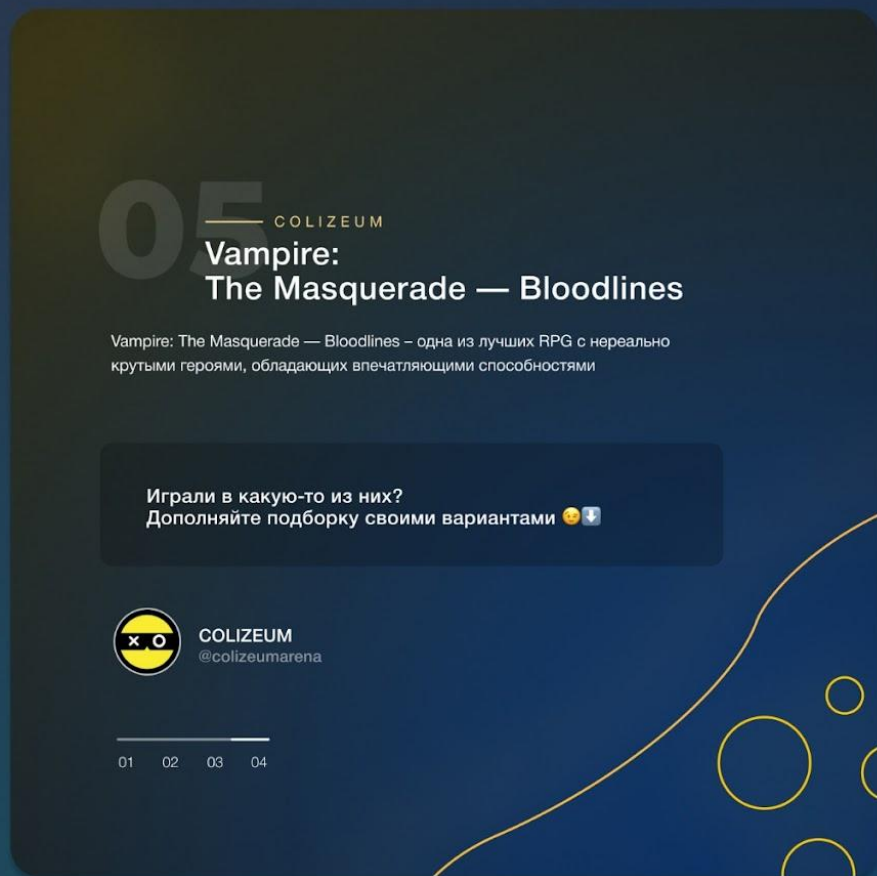 05
COLIZEUM
Vampire:
The Masquerade — Bloodlines
Vampire: The Masquerade — Bloodlines – одна из лучших RPG с нереально
крутыми героями, обладающих впечатляющими способностями
Играли в какую-то из них?
Дополняйте подборку своими вариантами 😉⬇️
XO
COLIZEUM
@colizeumarena
01 02 03 04